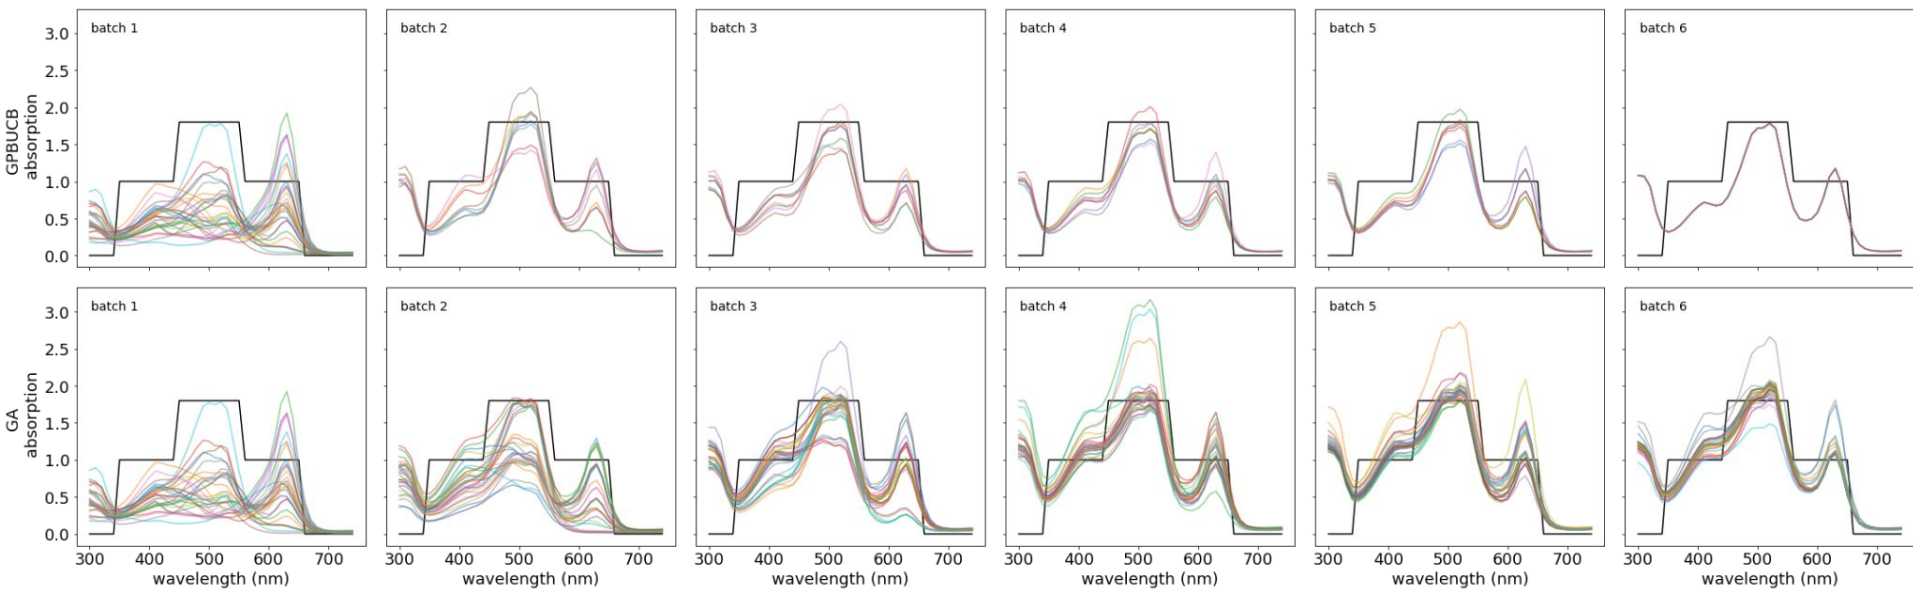 batch 1
batch 2
batch 3
batch 4
batch 5
batch 6
GPBUCB
absorption
3.0
2.5
2.0
1.5
1.0
0.5
0.0
batch 1
batch 2
batch 3
batch 4
batch 5
batch 6
GA
absorption
3.0
2.5
2.0
1.5
1.0
0.5
0.0
300 400 500 600 700
300 400 500 600 700
300 400 500 600 700
300 400 500 600 700
300 400 500 600 700
300 400 500 600 700
wavelength (nm)
wavelength (nm)
wavelength (nm)
wavelength (nm)
wavelength (nm)
wavelength (nm)